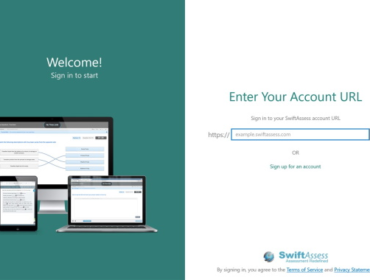 Welcome!
Sign in to start
Enter Your Account URL
Sign in to your SwiftAssess account URL
https://
example.swiftassess.com
OR
Sign up for an account
SwiftAssess
Assessment Redefined
By signing in, you agree to the Terms of Service and Privacy Stateme